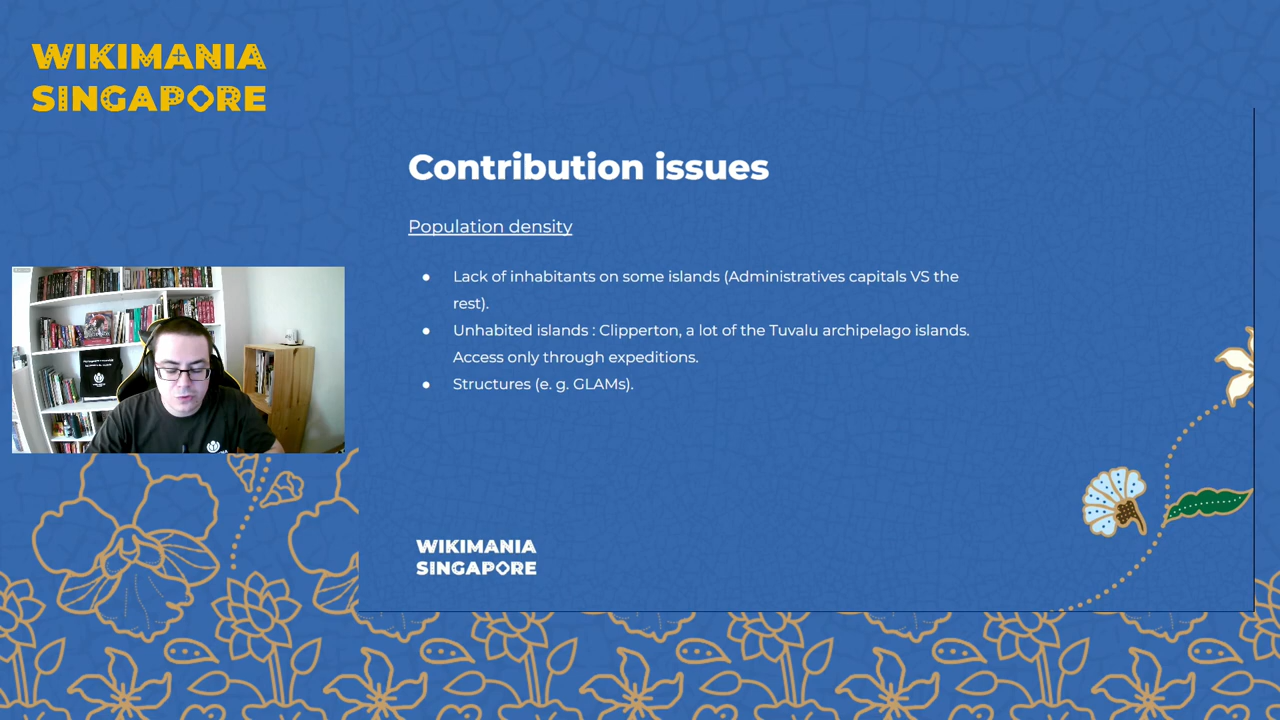 WIKIMANIA
SINGAPORE
Contribution issues
Population density
● Lack of inhabitants on some islands (Administratives capitals VS the
rest).
● Unhabited islands : Clipperton, a lot of the Tuvalu archipelago islands.
Access only through expeditions.
● Structures (e. g. GLAMs).
WIKIMANIA
SINGAPORE